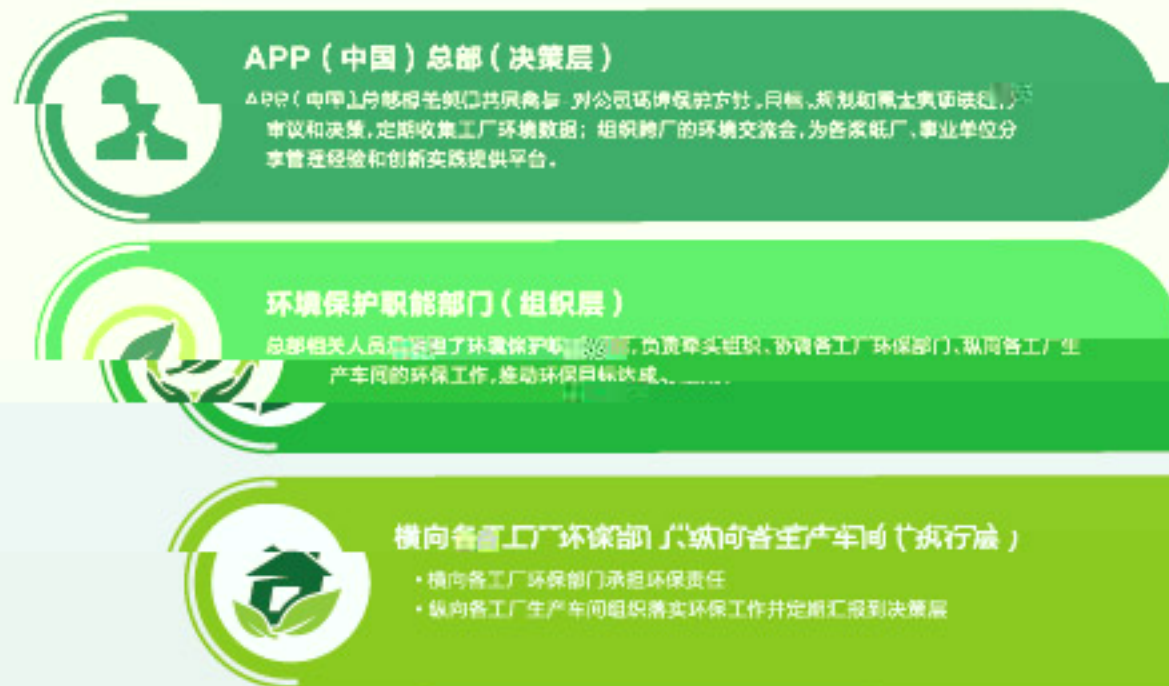 APP（中国）总部（决策层）
APP（中国）总部相关部门共同参与 对公司环境保护方针、目标、规划和重大事项进行
审议和决策，定期收集工厂环境数据；组织跨厂的环境交流会，为各浆纸厂、事业单位分
享管理经验和创新实践提供平台。
环境保护职能部门（组织层）
总部相关人员 了环境保护 ，负责牵头组织、协调各工厂环保部门、纵向各工厂生
产车间的环保工作，推动环保目标达成
横向各工厂环保部门、纵向各生产车间（执行层）
• 横向各工厂环保部门承担环保责任
• 纵向各工厂生产车间组织落实环保工作并定期汇报到决策层